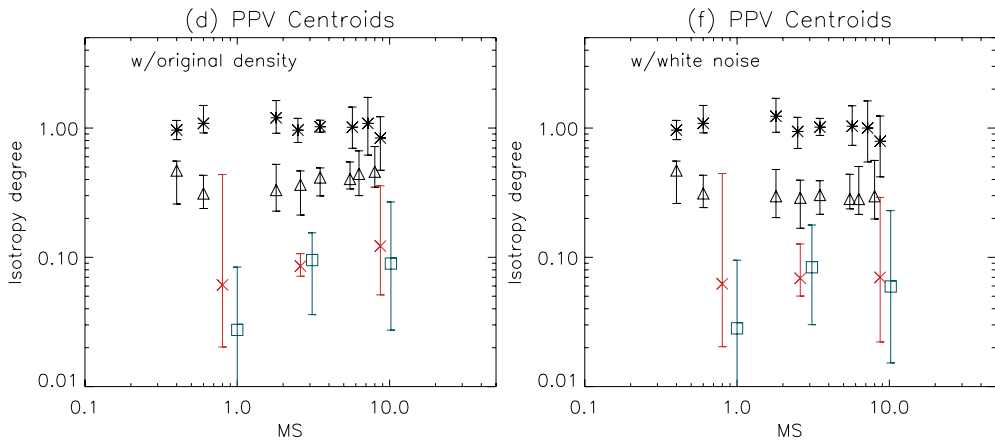 (d) PPV Centroids
w/original density
Isotropy degree
1.00
0.10
0.01
0.1
1.0
10.0
MS
(f) PPV Centroids
w/white noise
Isotropy degree
1.00
0.10
0.01
0.1
1.0
10.0
MS